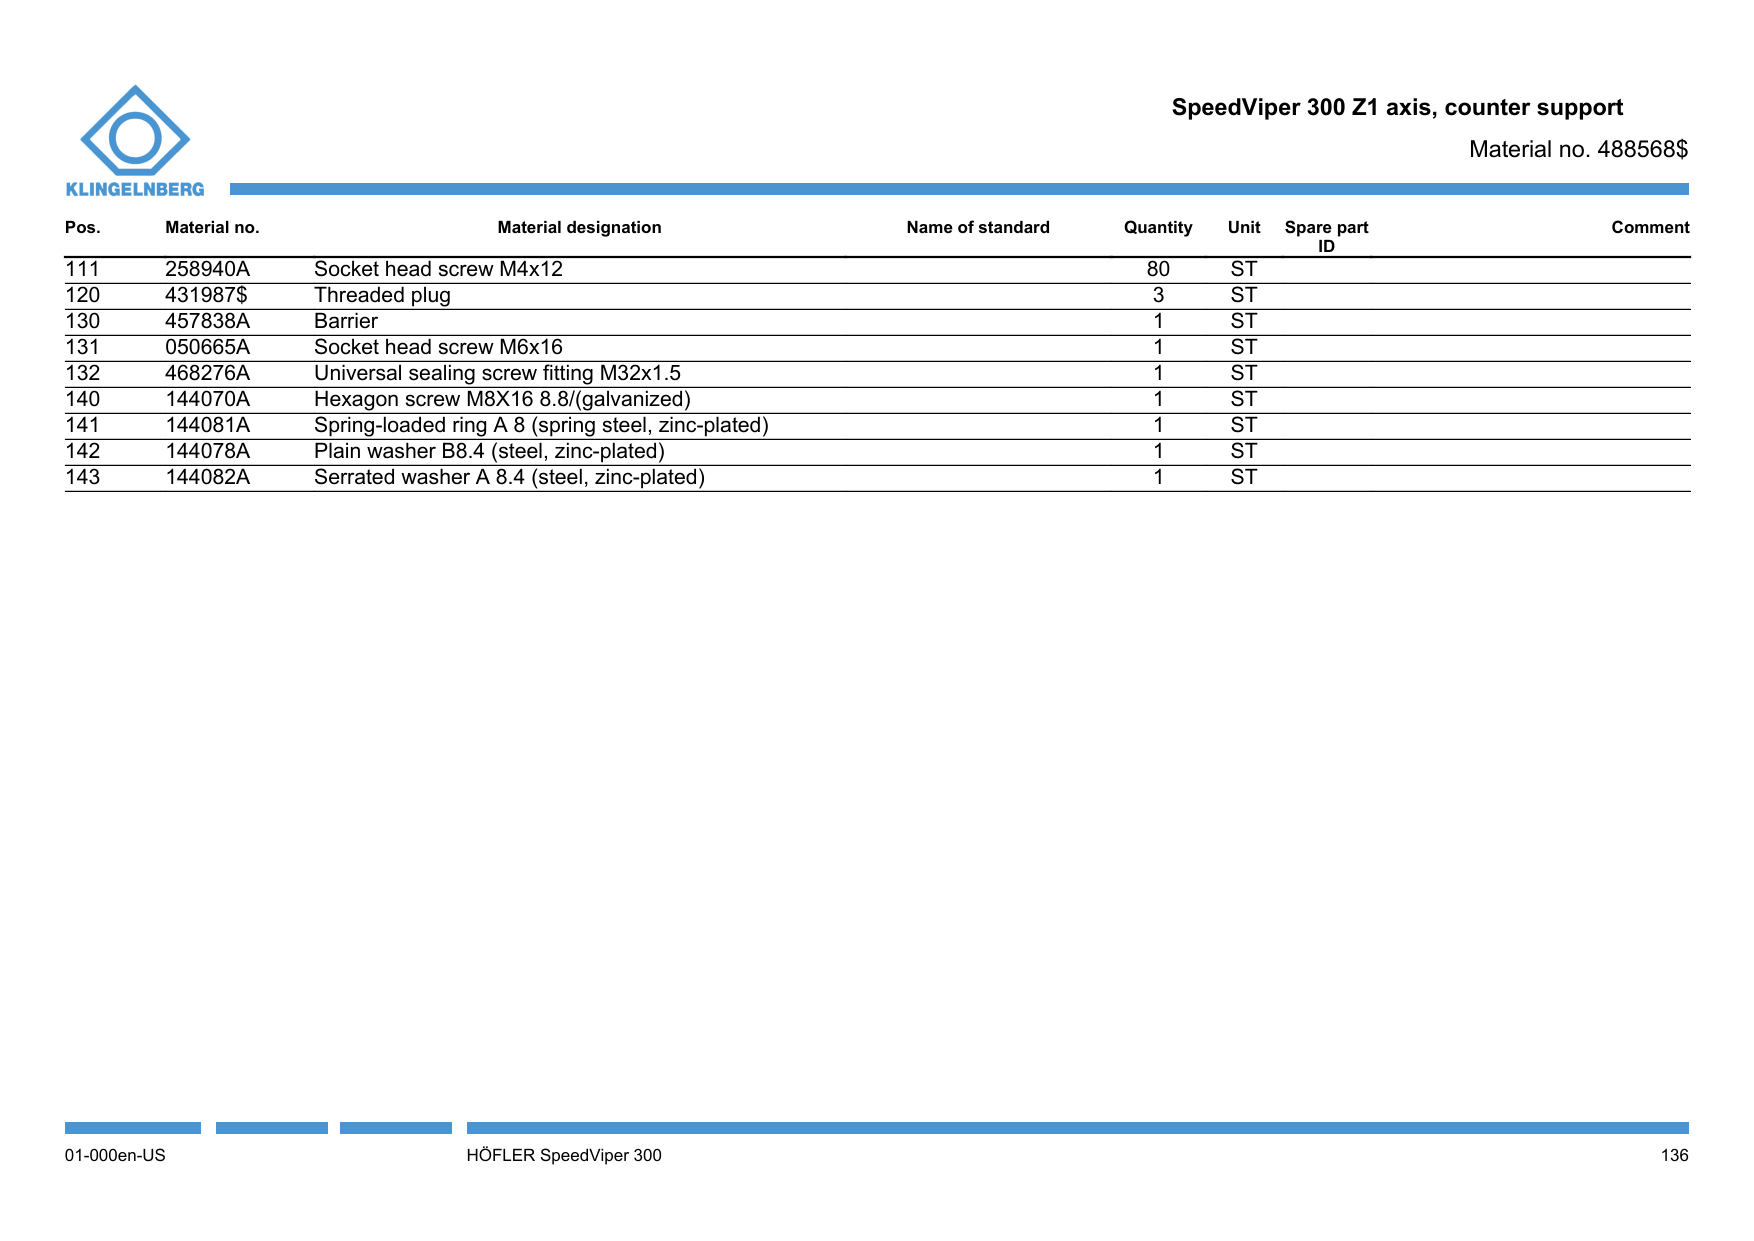 SpeedViper 300 Z1 axis, counter support
Material no. 488568$
KLINGELNBERG
Pos. Material no. Material designation Name of standard Quantity Unit Spare part ID Comment
111 258940A Socket head screw M4x12 80 ST
120 431987$ Threaded plug 3 ST
130 457838A Barrier 1 ST
131 050665A Socket head screw M6x16 1 ST
132 468276A Universal sealing screw fitting M32x1.5 1 ST
140 144070A Hexagon screw M8X16 8.8/(galvanized) 1 ST
141 144081A Spring-loaded ring A 8 (spring steel, zinc-plated) 1 ST
142 144078A Plain washer B8.4 (steel, zinc-plated) 1 ST
143 144082A Serrated washer A 8.4 (steel, zinc-plated) 1 ST
01-000en-US HÖFLER SpeedViper 300 136